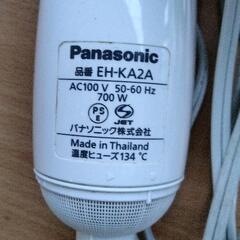 Panasonic
品番 EH-KA2A
AC100 V 50-60 Hz
700 W
PS
E JET
パナソニック株式会社
Made in Thailand
温度ヒューズ134 ℃